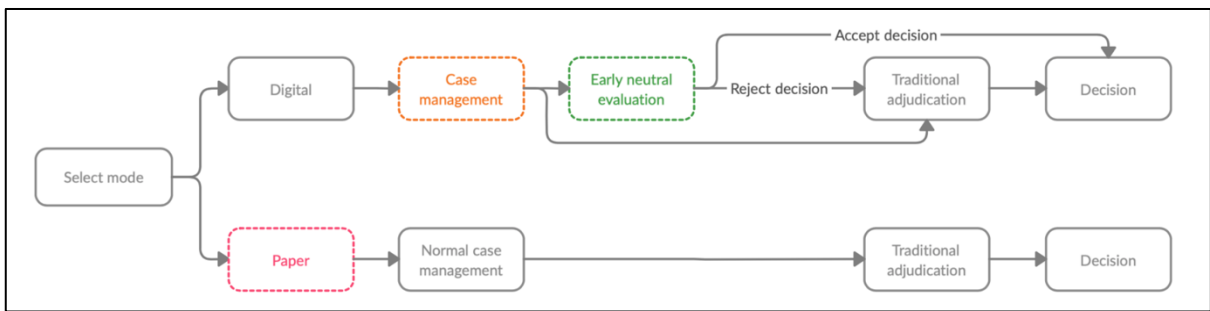 Accept decision
Digital
Case
management
Early neutral
evaluation
Reject decision
Traditional
adjudication
Decision
Select mode
Paper
Normal case
management
Traditional
adjudication
Decision